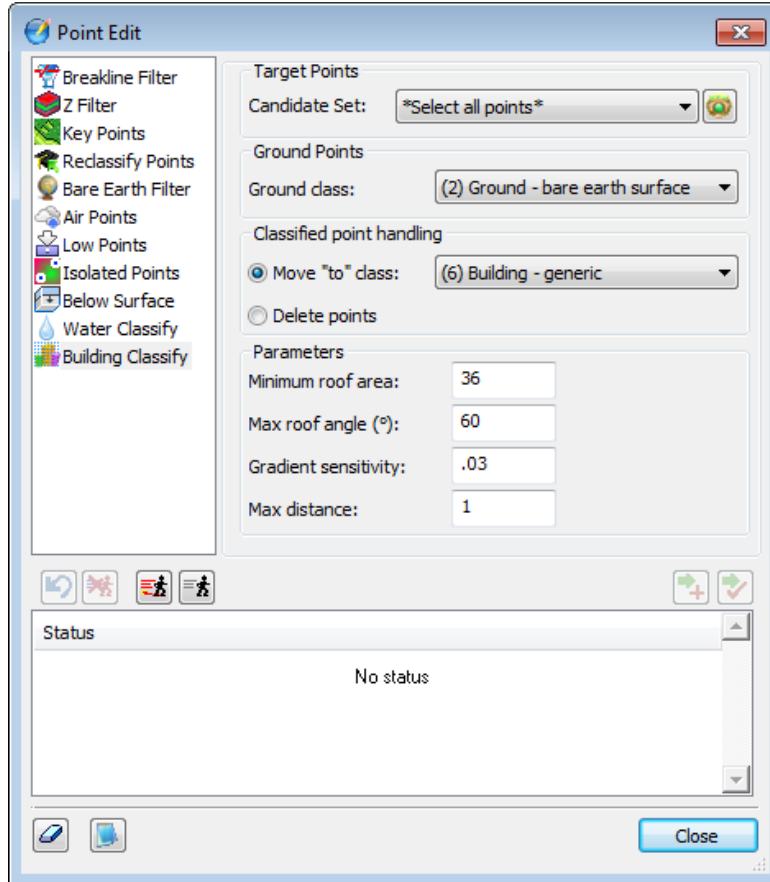 Point Edit
Breakline Filter
Z Filter
Key Points
Reclassify Points
Bare Earth Filter
Air Points
Low Points
Isolated Points
Below Surface
Water Classify
Building Classify
Target Points
Candidate Set: *Select all points*
Ground Points
Ground class: (2) Ground - bare earth surface
Classified point handling
Move "to" class: (6) Building - generic
Delete points
Parameters
Minimum roof area: 36
Max roof angle (º): 60
Gradient sensitivity: .03
Max distance: 1
Status
No status
Close